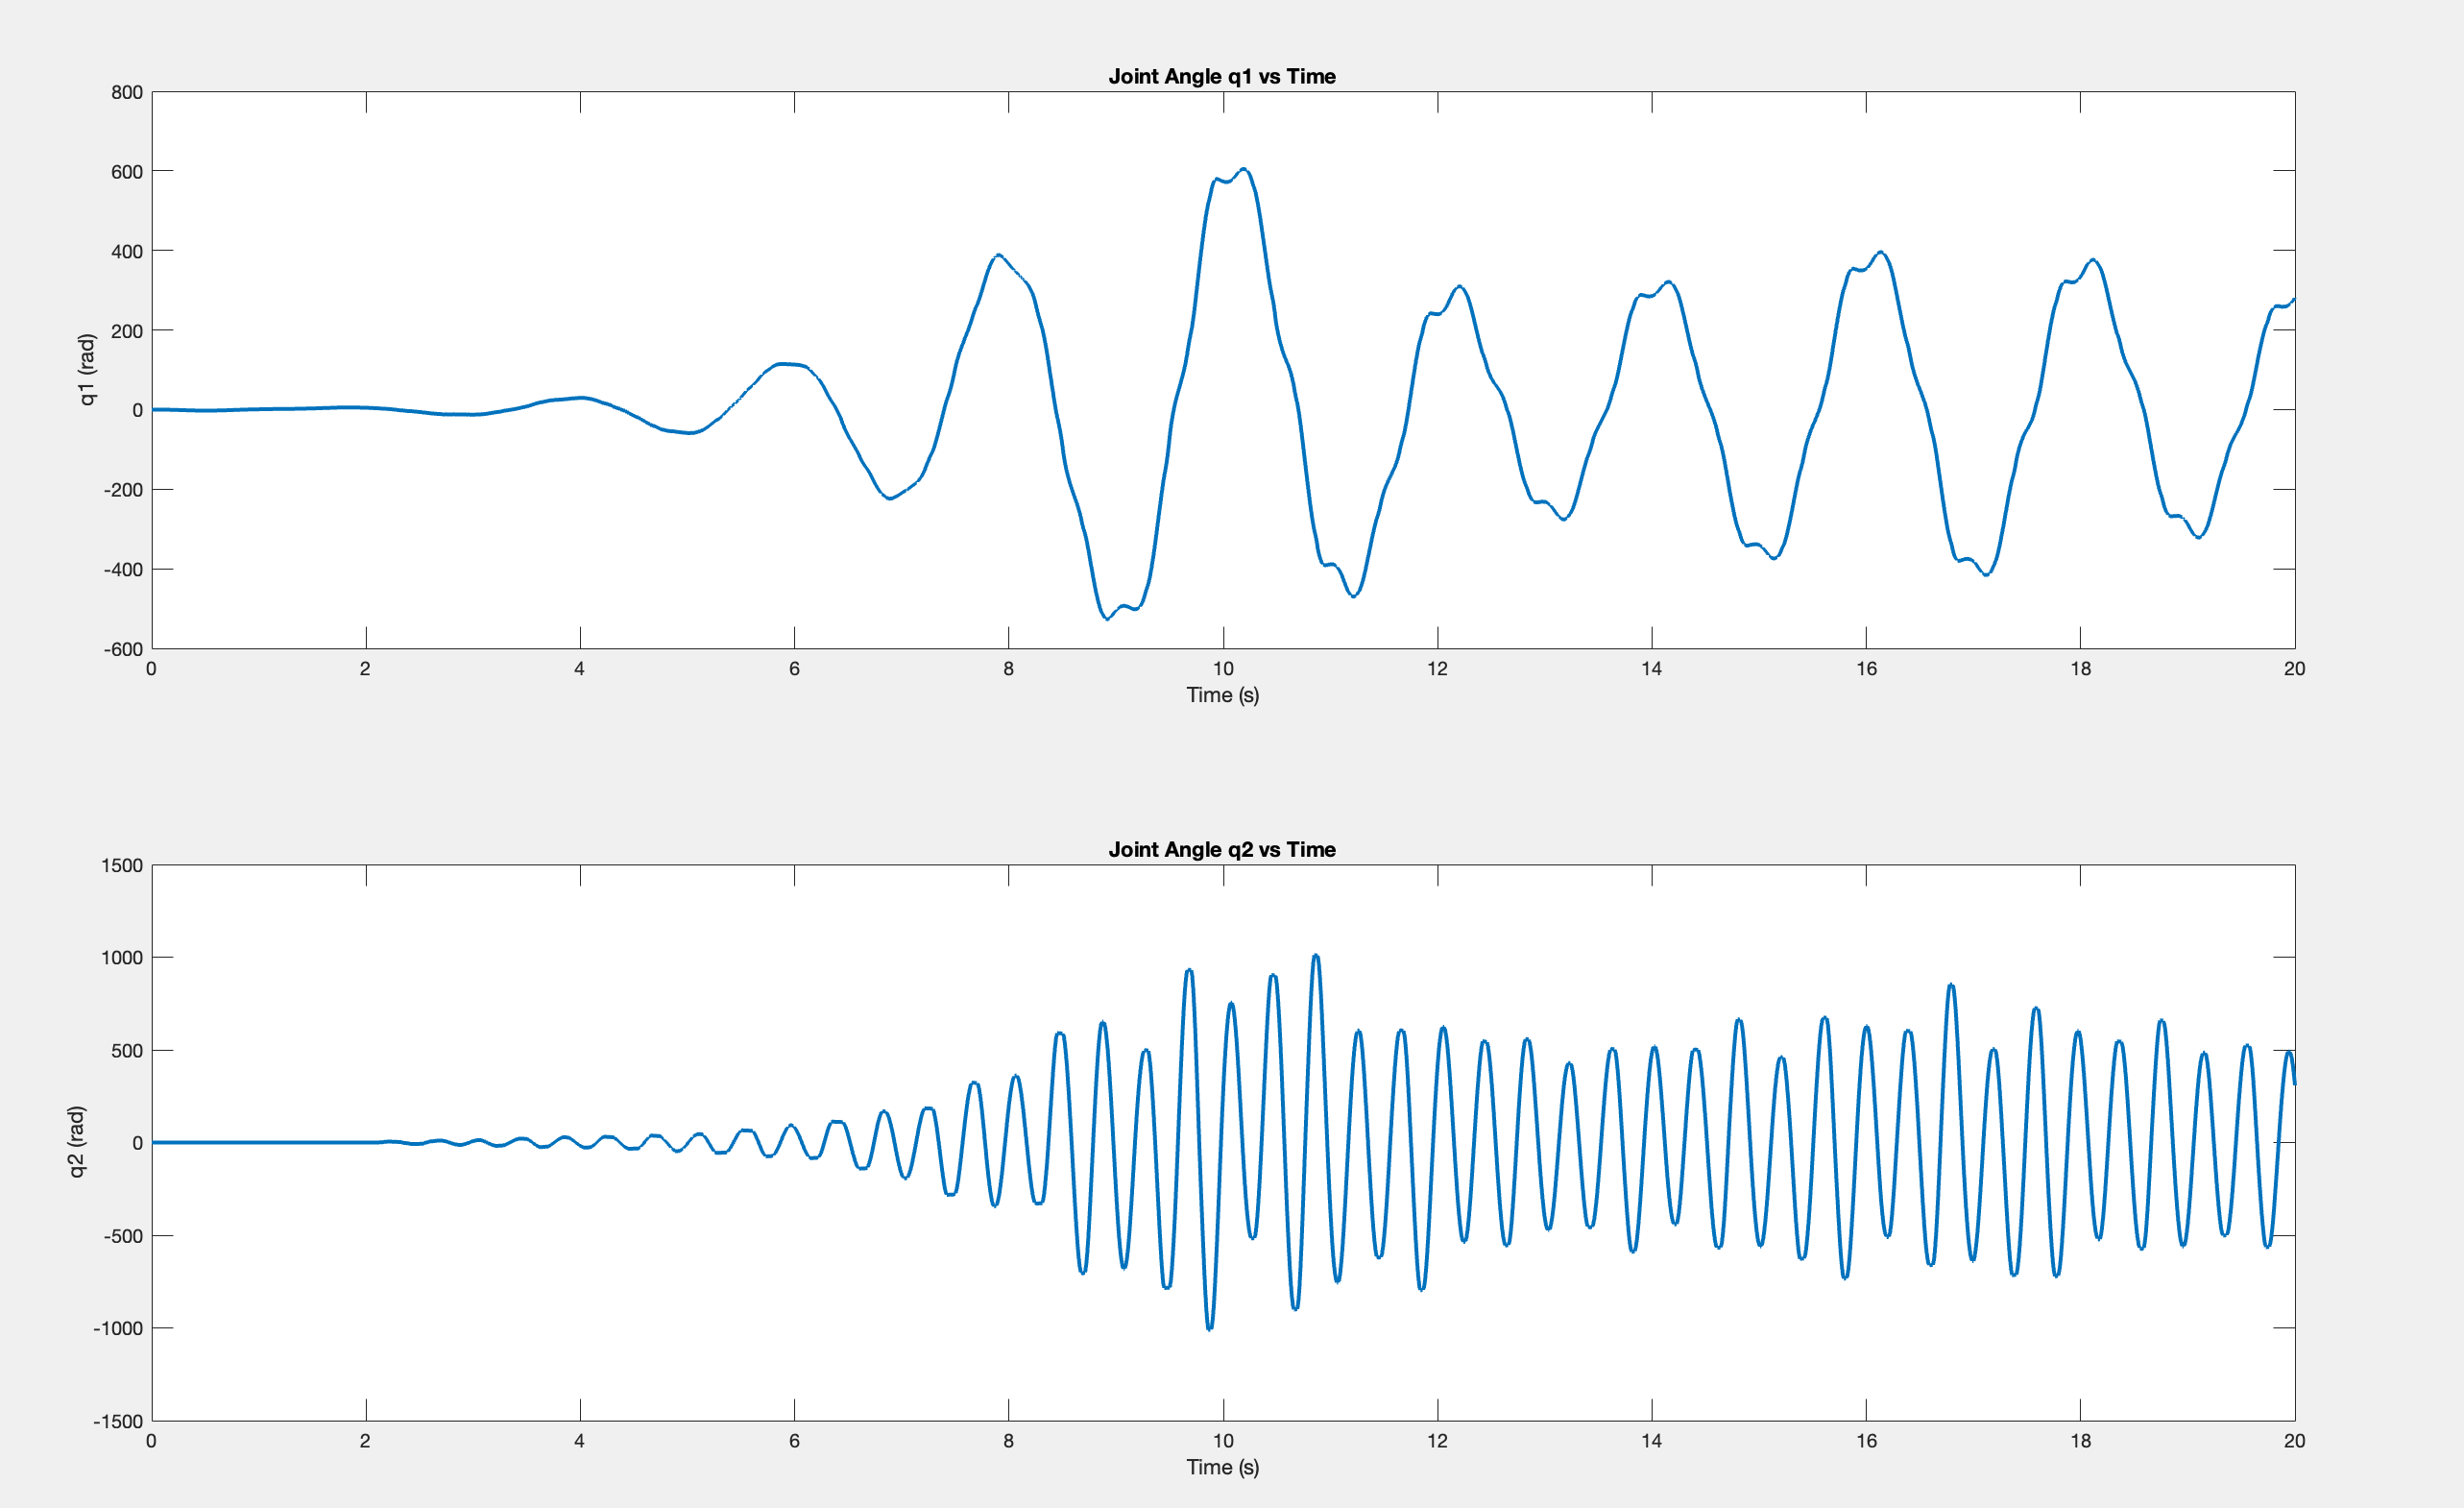 Joint Angle q1 vs Time
800
600
400
200
0
-200
-400
-600
q1 (rad)
0 2 4 6 8 10 12 14 16 18 20
Time (s)
Joint Angle q2 vs Time
1500
1000
500
0
-500
-1000
-1500
q2 (rad)
0 2 4 6 8 10 12 14 16 18 20
Time (s)